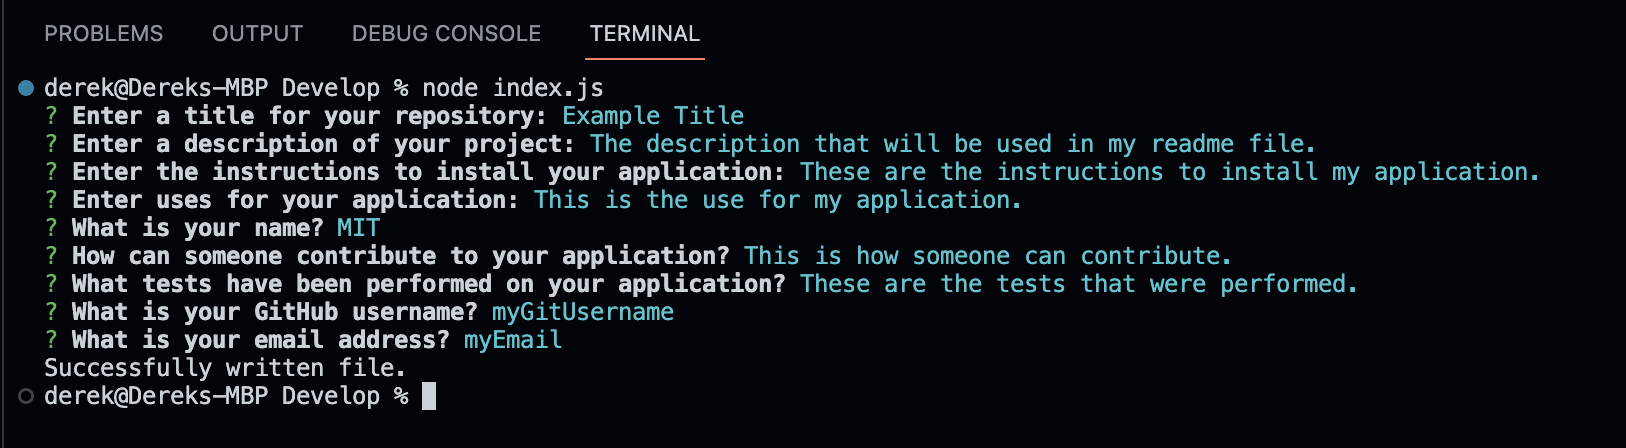 PROBLEMS OUTPUT DEBUG CONSOLE TERMINAL
derek@Dereks-MBP Develop % node index.js
? Enter a title for your repository: Example Title
? Enter a description of your project: The description that will be used in my readme file.
? Enter the instructions to install your application: These are the instructions to install my application.
? Enter uses for your application: This is the use for my application.
? What is your name? MIT
? How can someone contribute to your application? This is how someone can contribute.
? What tests have been performed on your application? These are the tests that were performed.
? What is your GitHub username? myGitUsername
? What is your email address? myEmail
Successfully written file.
derek@Dereks-MBP Develop %